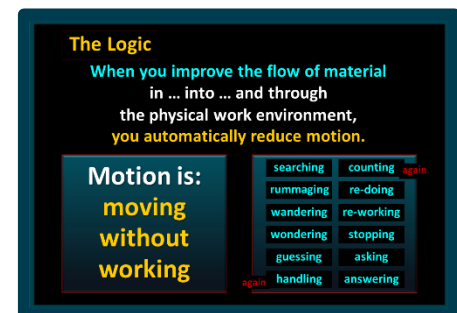 The Logic
When you improve the flow of material
in ... into ... and through
the physical work environment,
you automatically reduce motion.
Motion is:
moving
without
working
searching counting again
rummaging re-doing
wandering re-working
wondering stopping
guessing asking
again handling answering